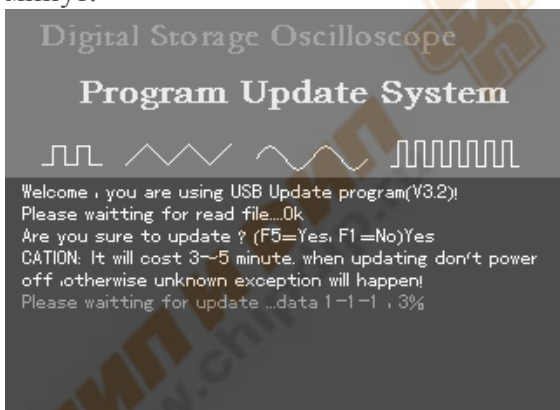 Digital Storage Oscilloscope
Program Update System
Welcome , you are using USB Update program(V3.2)!
Please waitting for read file....Ok
Are you sure to update ? (F5=Yes, F1=No)Yes
CATION: It will cost 3--5 minute. when updating don't power
off ,otherwise unknown exception will happen!
Please waitting for update ...data 1-1-1 , 3%